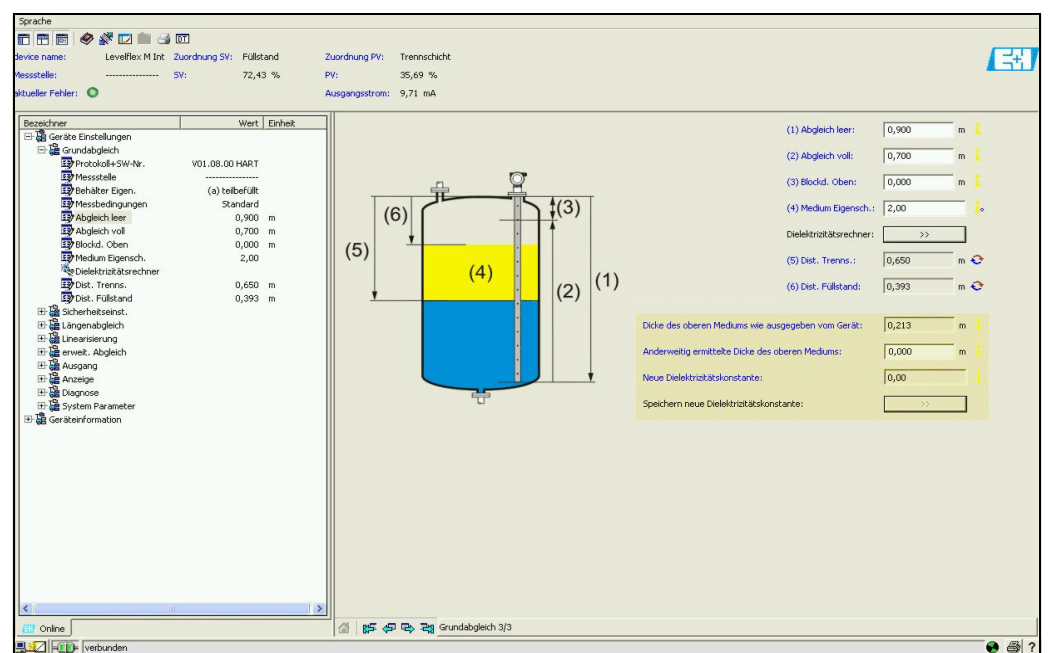 Sprache
DT
device name: Levelflex M Int Zuordnung SV: Füllstand Zuordnung PV: Trennschicht
Messstelle: --------------- SV: 72,43 % PV: 35,69 %
aktueller Fehler: Ausgangsstrom: 9,71 mA
E+H
Bezeichner Wert Einheit
Geräte Einstellungen
Grundabgleich
Protokoll+SW-Nr. V01.08.00 HART
Messstelle ---------------
Behälter Eigen. (a) teilbefüllt
Messbedingungen Standard
Abgleich leer 0,900 m
Abgleich voll 0,700 m
Blockd. Oben 0,000 m
Medium Eigensch. 2,00
Dielektrizitätsrechner
Dist. Trenns. 0,650 m
Dist. Füllstand 0,393 m
Sicherheitseinst.
Längenabgleich
Linearisierung
erweit. Abgleich
Ausgang
Anzeige
Diagnose
System Parameter
Geräteinformation
(6)
(3)
(5)
(4)
(2)
(1)
(1) Abgleich leer: 0,900 m
(2) Abgleich voll: 0,700 m
(3) Blockd. Oben: 0,000 m
(4) Medium Eigensch.: 2,00
Dielektrizitätsrechner: >>
(5) Dist. Trenns.: 0,650 m
(6) Dist. Füllstand: 0,393 m
Dicke des oberen Mediums wie ausgegeben vom Gerät: 0,213 m
Anderweitig ermittelte Dicke des oberen Mediums: 0,000 m
Neue Dielektrizitätskonstante: 0,00
Speichern neue Dielektrizitätskonstante: >>
Online
Grundabgleich 3/3
verbunden
?